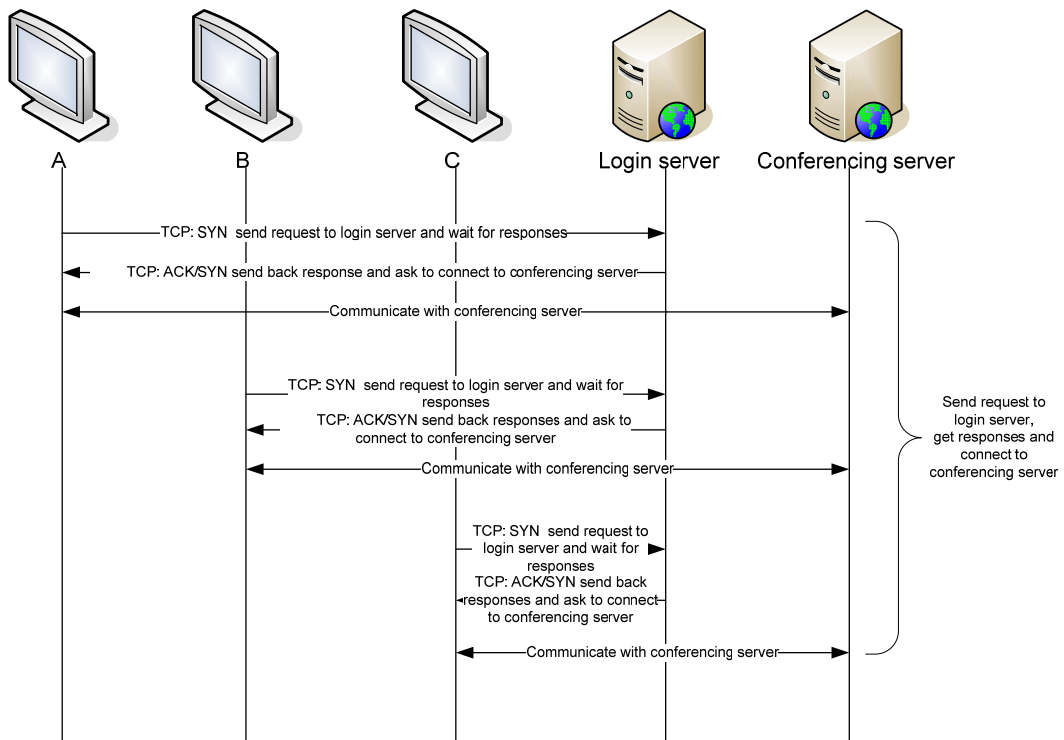 A
B
C
Login server
Conferencing server
TCP: SYN  send request to login server and wait for responses
TCP: ACK/SYN send back response and ask to connect to conferencing server
Communicate with conferencing server
TCP: SYN  send request to login server and wait for
responses
TCP: ACK/SYN send back responses and ask to
connect to conferencing server
Communicate with conferencing server
TCP: SYN  send request to
login server and wait for
responses
TCP: ACK/SYN send back
responses and ask to connect
to conferencing server
Communicate with conferencing server
Send request to
login server,
get responses and
connect to
conferencing server